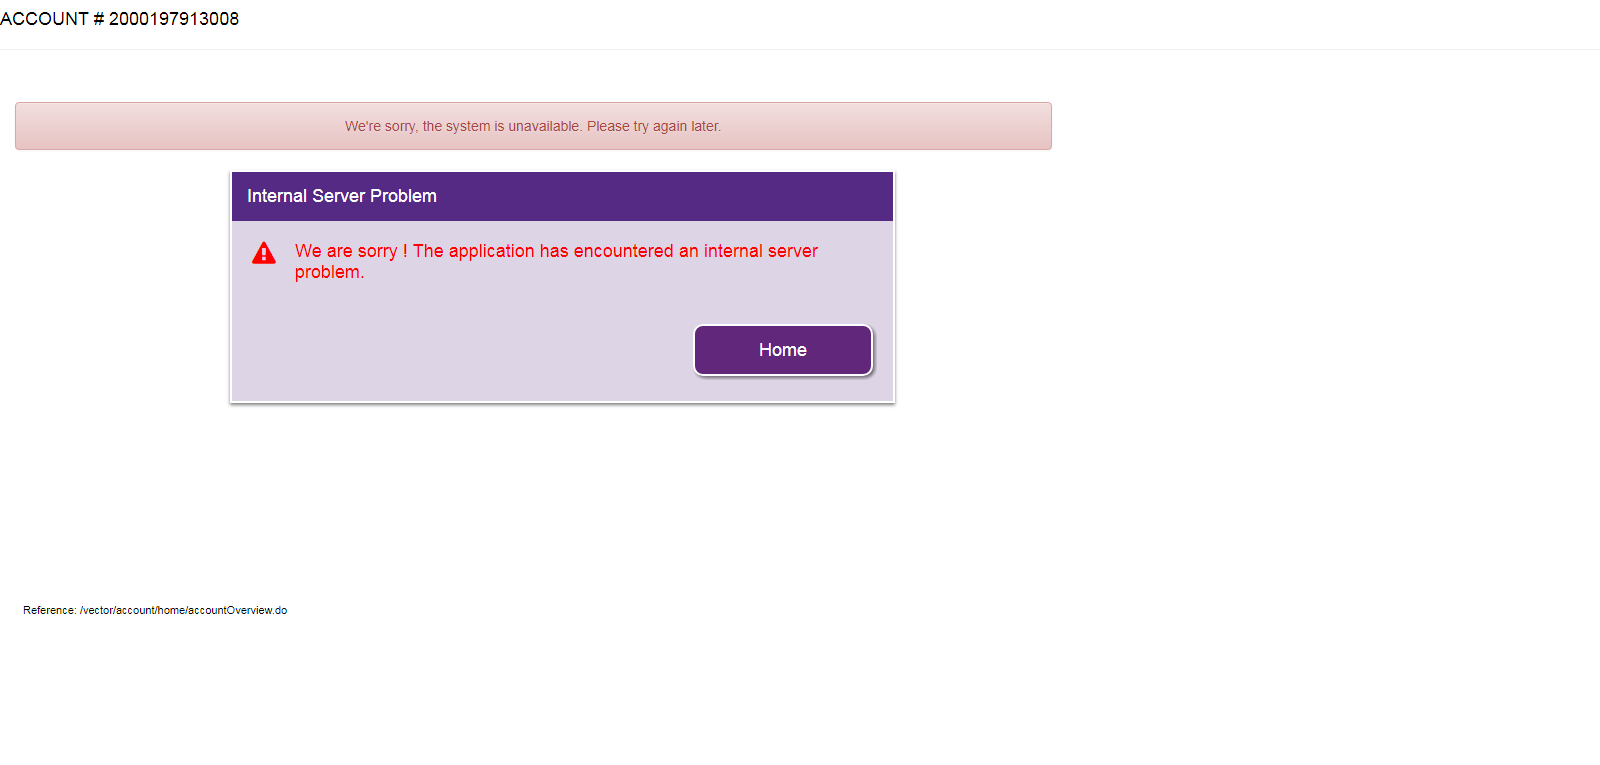 ACCOUNT # 2000197913008
We're sorry, the system is unavailable. Please try again later.
Internal Server Problem
We are sorry ! The application has encountered an internal server
problem.
Home
Reference: /vector/account/home/accountOverview.do